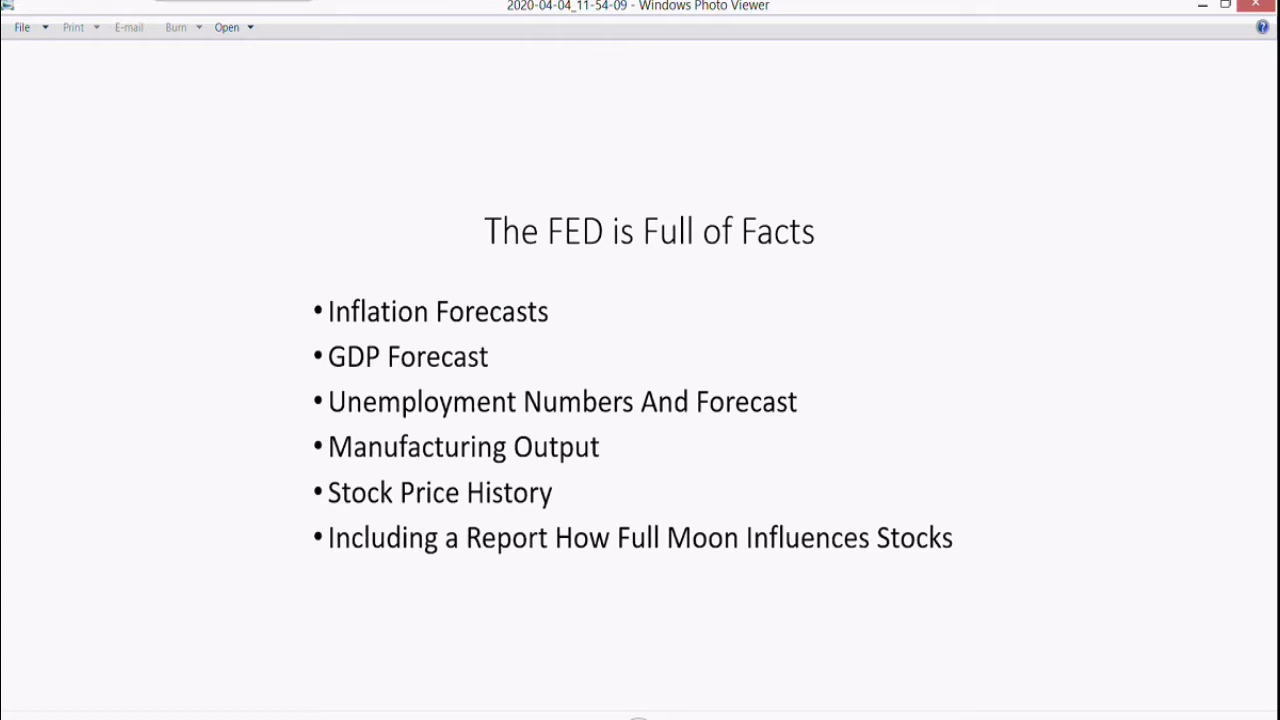 2020-04-04_11-54-09 - Windows Photo Viewer
File Print E-mail Burn Open
The FED is Full of Facts
• Inflation Forecasts
• GDP Forecast
• Unemployment Numbers And Forecast
• Manufacturing Output
• Stock Price History
• Including a Report How Full Moon Influences Stocks